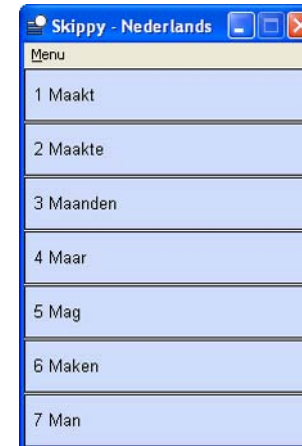 Skippy - Nederlands
Menu
1 Maakt
2 Maakte
3 Maanden
4 Maar
5 Mag
6 Maken
7 Man